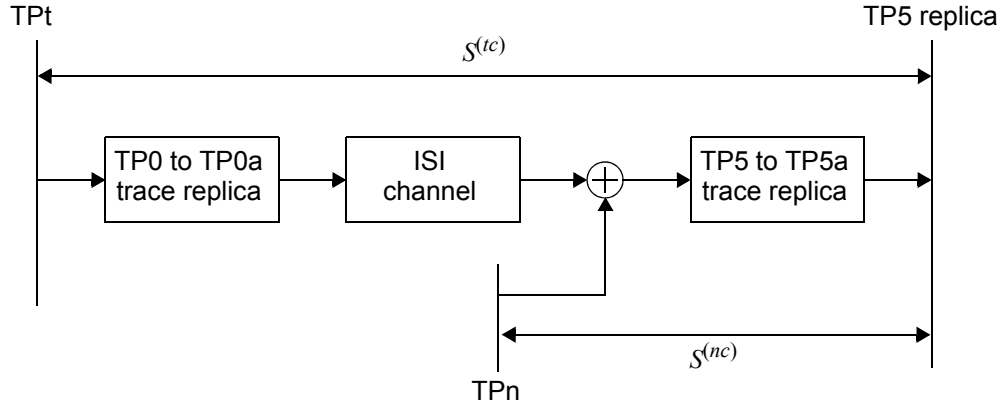 TPt
TP5 replica
S(tc)
TP0 to TP0a
trace replica
ISI
channel
TP5 to TP5a
trace replica
S(nc)
TPn